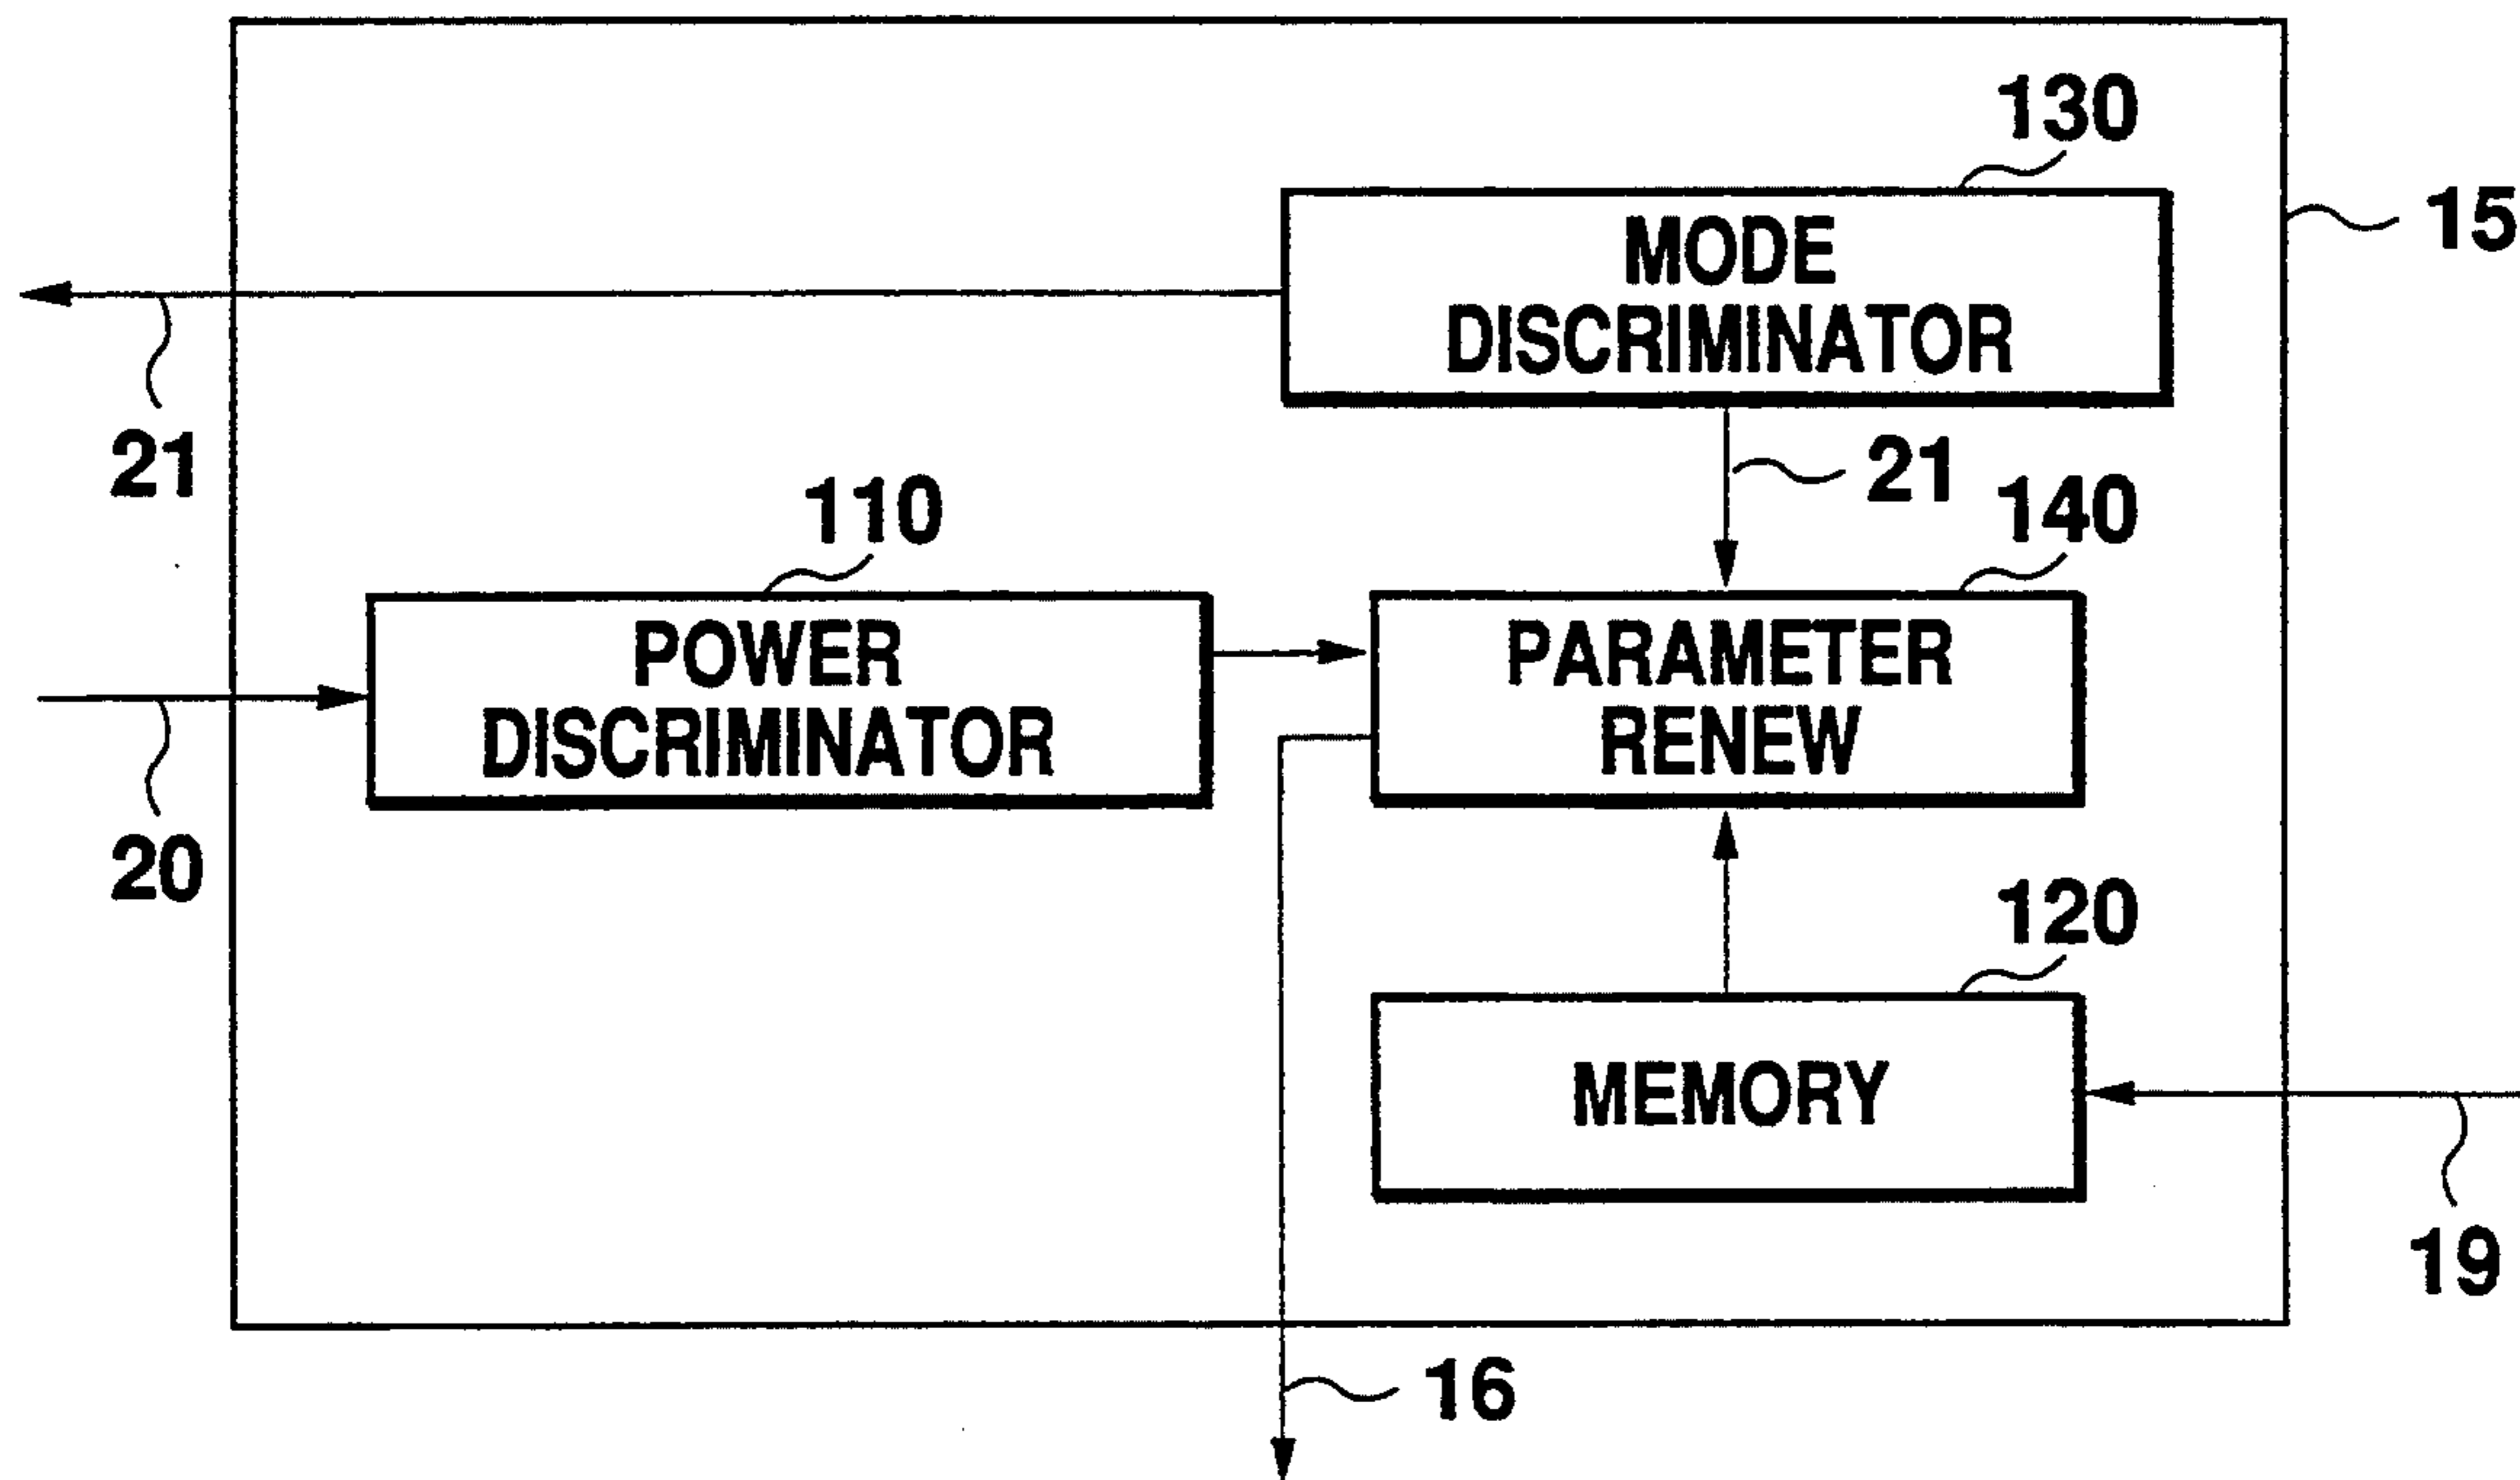 130
15
MODE
DISCRIMINATOR
21
21
110
140
POWER
DISCRIMINATOR
PARAMETER
RENEW
20
120
MEMORY
19
16